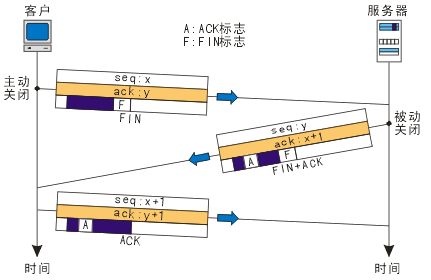 客户
服务器
A:ACK标志
F:FIN标志
主动
关闭
seq:x
ack:y
F
FIN
被动
关闭
seq:y
ack:x+1
A
F
FIN+ACK
seq:x+1
ack:y+1
A
ACK
时间
时间